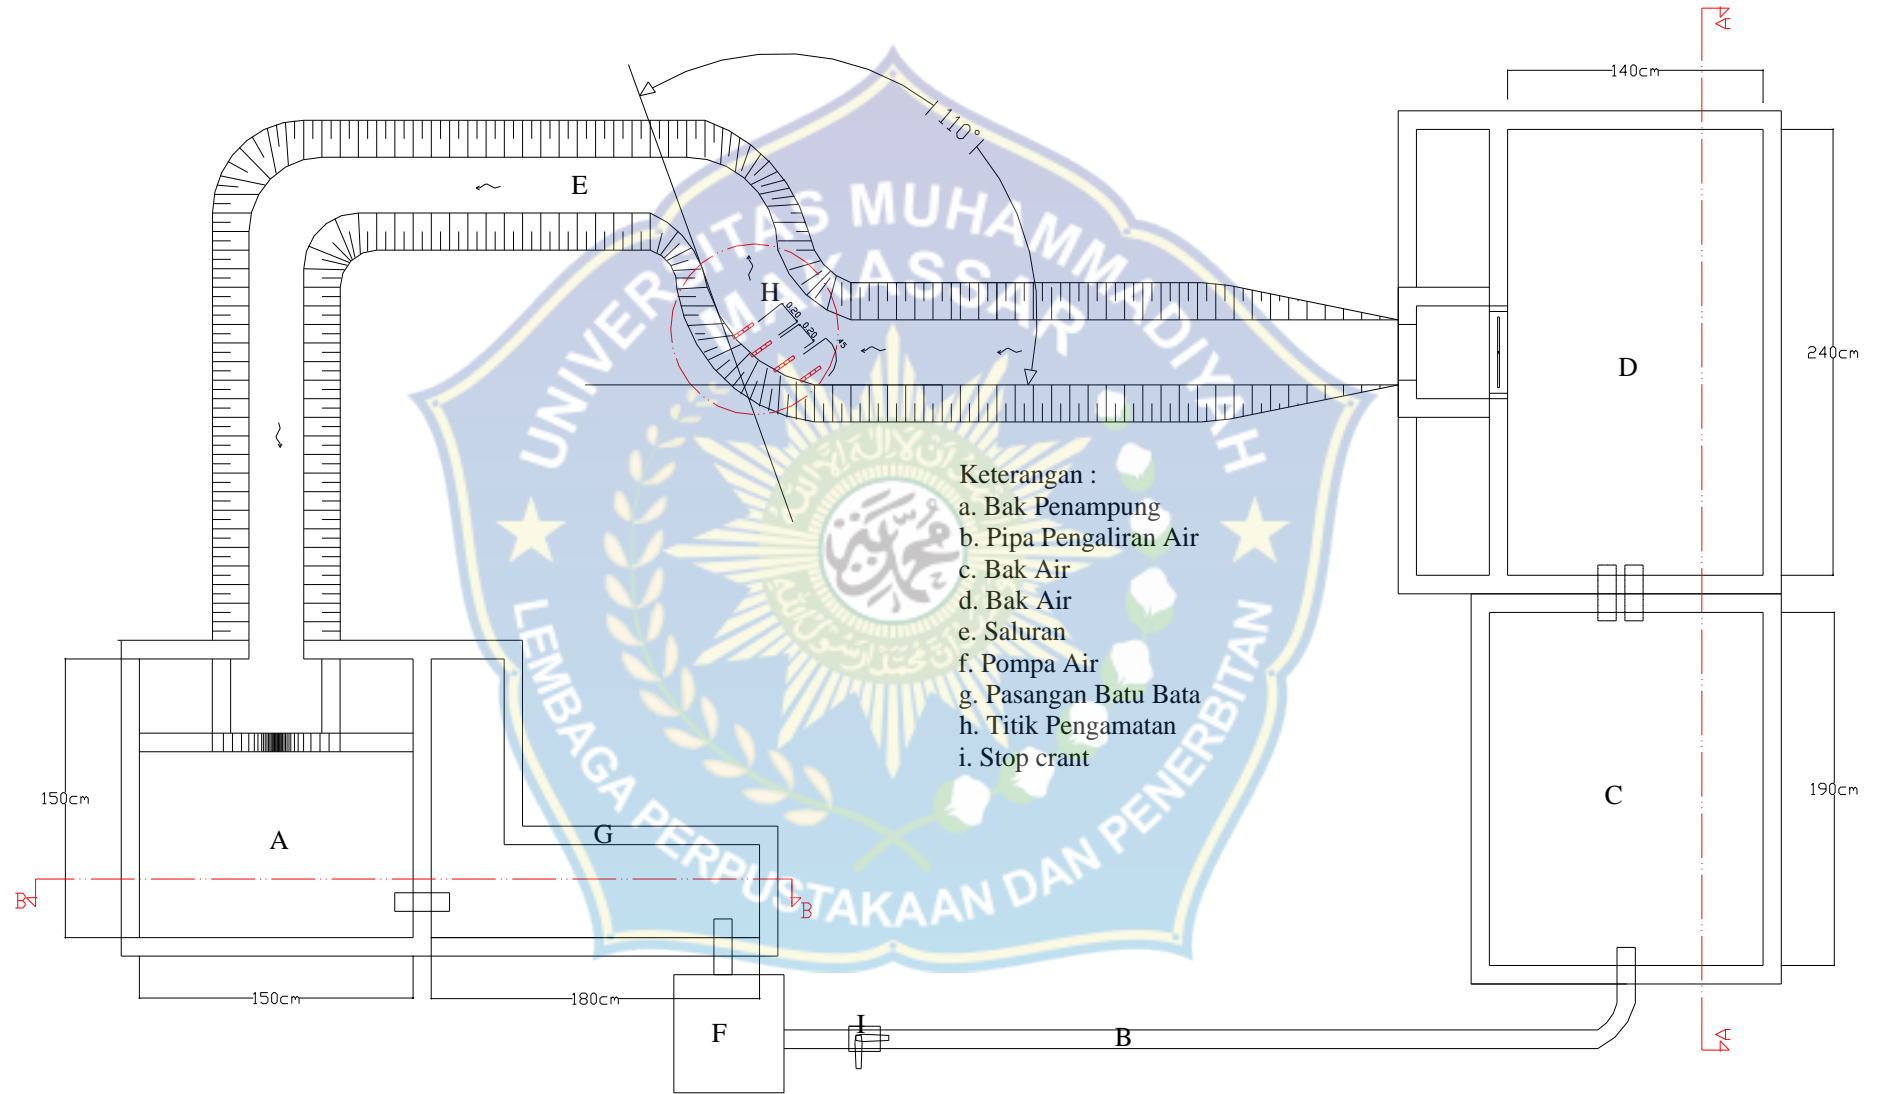 A
140cm
110°
E
UNIVERSITAS MUHAMMADIYAH
MAKASSAR
H
0.20
0.20
.45
D
240cm
Keterangan :
a. Bak Penampung
b. Pipa Pengaliran Air
c. Bak Air
d. Bak Air
e. Saluran
f. Pompa Air
g. Pasangan Batu Bata
h. Titik Pengamatan
i. Stop crant
LEMBAGA PERPUSTAKAAN DAN PENERBITAN
150cm
A
G
C
190cm
B
B
150cm
180cm
F
I
B
A